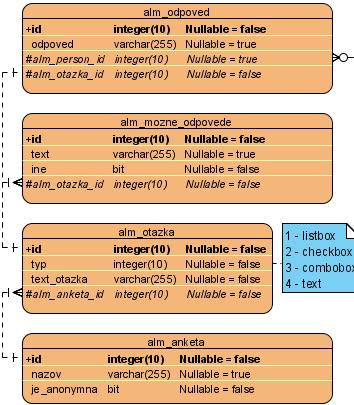 alm_odpoved
+id integer(10) Nullable = false
odpoved varchar(255) Nullable = true
#alm_person_id integer(10) Nullable = true
#alm_otazka_id integer(10) Nullable = false
alm_mozne_odpovede
+id integer(10) Nullable = false
text varchar(255) Nullable = true
ine bit Nullable = false
#alm_otazka_id integer(10) Nullable = false
alm_otazka
+id integer(10) Nullable = false
typ integer(10) Nullable = false
text_otazka varchar(255) Nullable = false
#alm_anketa_id integer(10) Nullable = false
1 - listbox
2 - checkbox
3 - combobox
4 - text
alm_anketa
+id integer(10) Nullable = false
nazov varchar(255) Nullable = true
je_anonymna bit Nullable = false